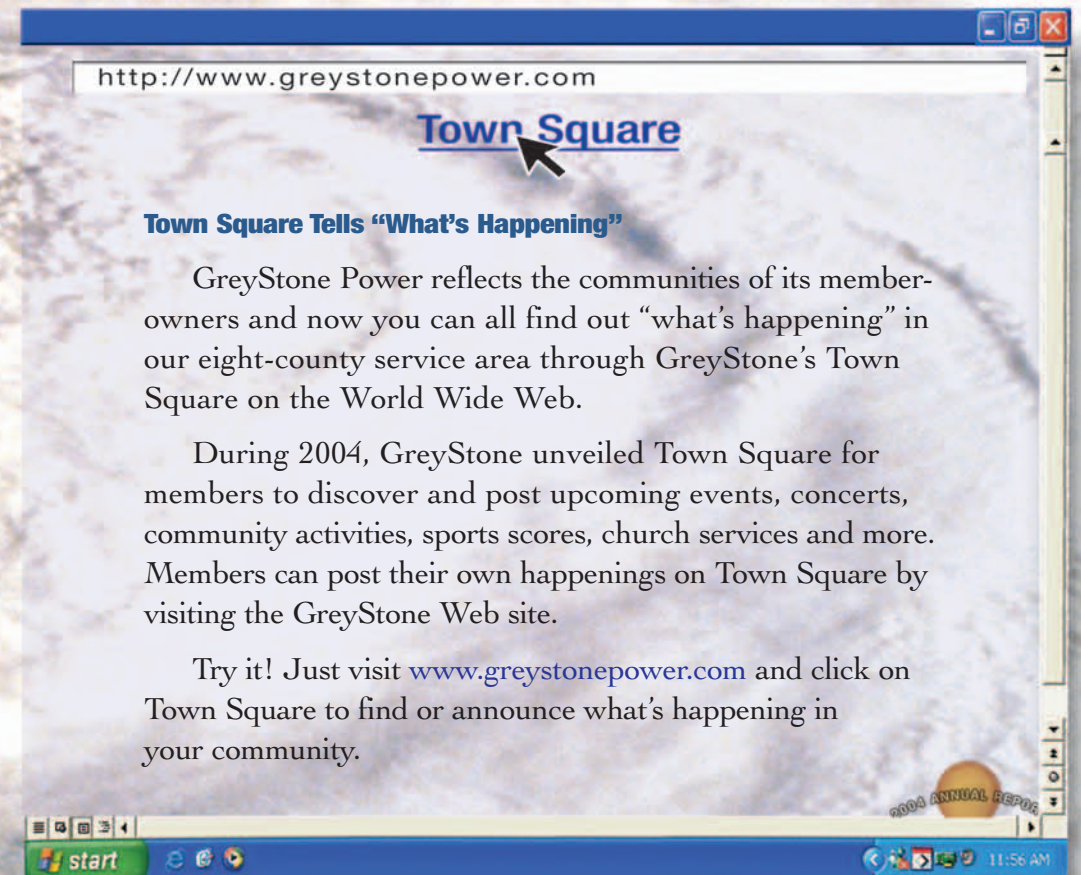 http://www.greystonepower.com
Town Square
Town Square Tells “What’s Happening”
GreyStone Power reflects the communities of its member-
owners and now you can all find out “what’s happening” in
our eight-county service area through GreyStone’s Town
Square on the World Wide Web.
During 2004, GreyStone unveiled Town Square for
members to discover and post upcoming events, concerts,
community activities, sports scores, church services and more.
Members can post their own happenings on Town Square by
visiting the GreyStone Web site.
Try it! Just visit www.greystonepower.com and click on
Town Square to find or announce what’s happening in
your community.
2004 ANNUAL REPO
start
11:56 AM